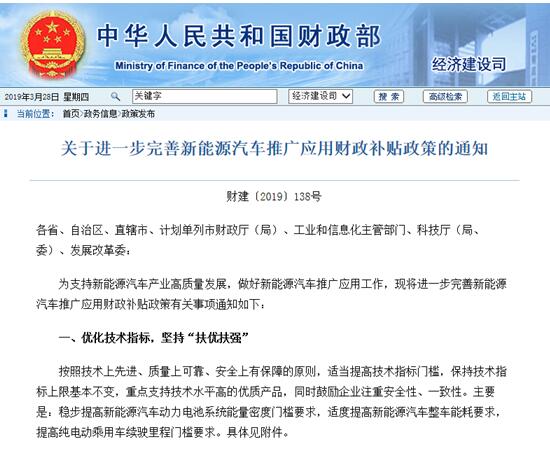 中华人民共和国财政部
Ministry of Finance of the People's Republic of China
经济建设司
2019年3月28日 星期四 关键字 经济建设司 搜 索 高级检索 返回主站
当前位置: 首页>政务信息>政策发布
关于进一步完善新能源汽车推广应用财政补贴政策的通知
财建〔2019〕138号
各省、自治区、直辖市、计划单列市财政厅（局）、工业和信息化主管部门、科技厅（局、
委）、发展改革委：
为支持新能源汽车产业高质量发展，做好新能源汽车推广应用工作，现将进一步完善新能源
汽车推广应用财政补贴政策有关事项通知如下：
一、优化技术指标，坚持“扶优扶强”
按照技术上先进、质量上可靠、安全上有保障的原则，适当提高技术指标门槛，保持技术指
标上限基本不变，重点支持技术水平高的优质产品，同时鼓励企业注重安全性、一致性。主要
是：稳步提高新能源汽车动力电池系统能量密度门槛要求，适度提高新能源汽车整车能耗要求，
提高纯电动乘用车续驶里程门槛要求。具体见附件。